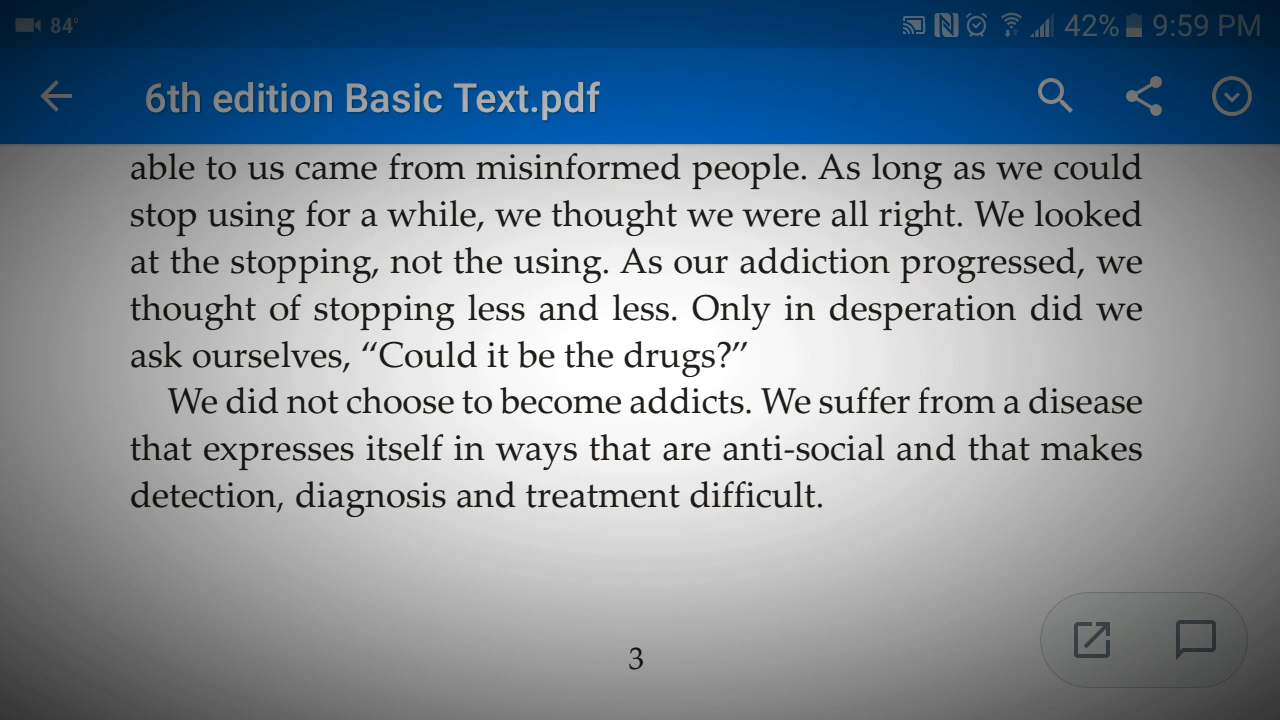 84°
42%
9:59 PM
6th edition Basic Text.pdf
able to us came from misinformed people. As long as we could
stop using for a while, we thought we were all right. We looked
at the stopping, not the using. As our addiction progressed, we
thought of stopping less and less. Only in desperation did we
ask ourselves, “Could it be the drugs?”
We did not choose to become addicts. We suffer from a disease
that expresses itself in ways that are anti-social and that makes
detection, diagnosis and treatment difficult.
3